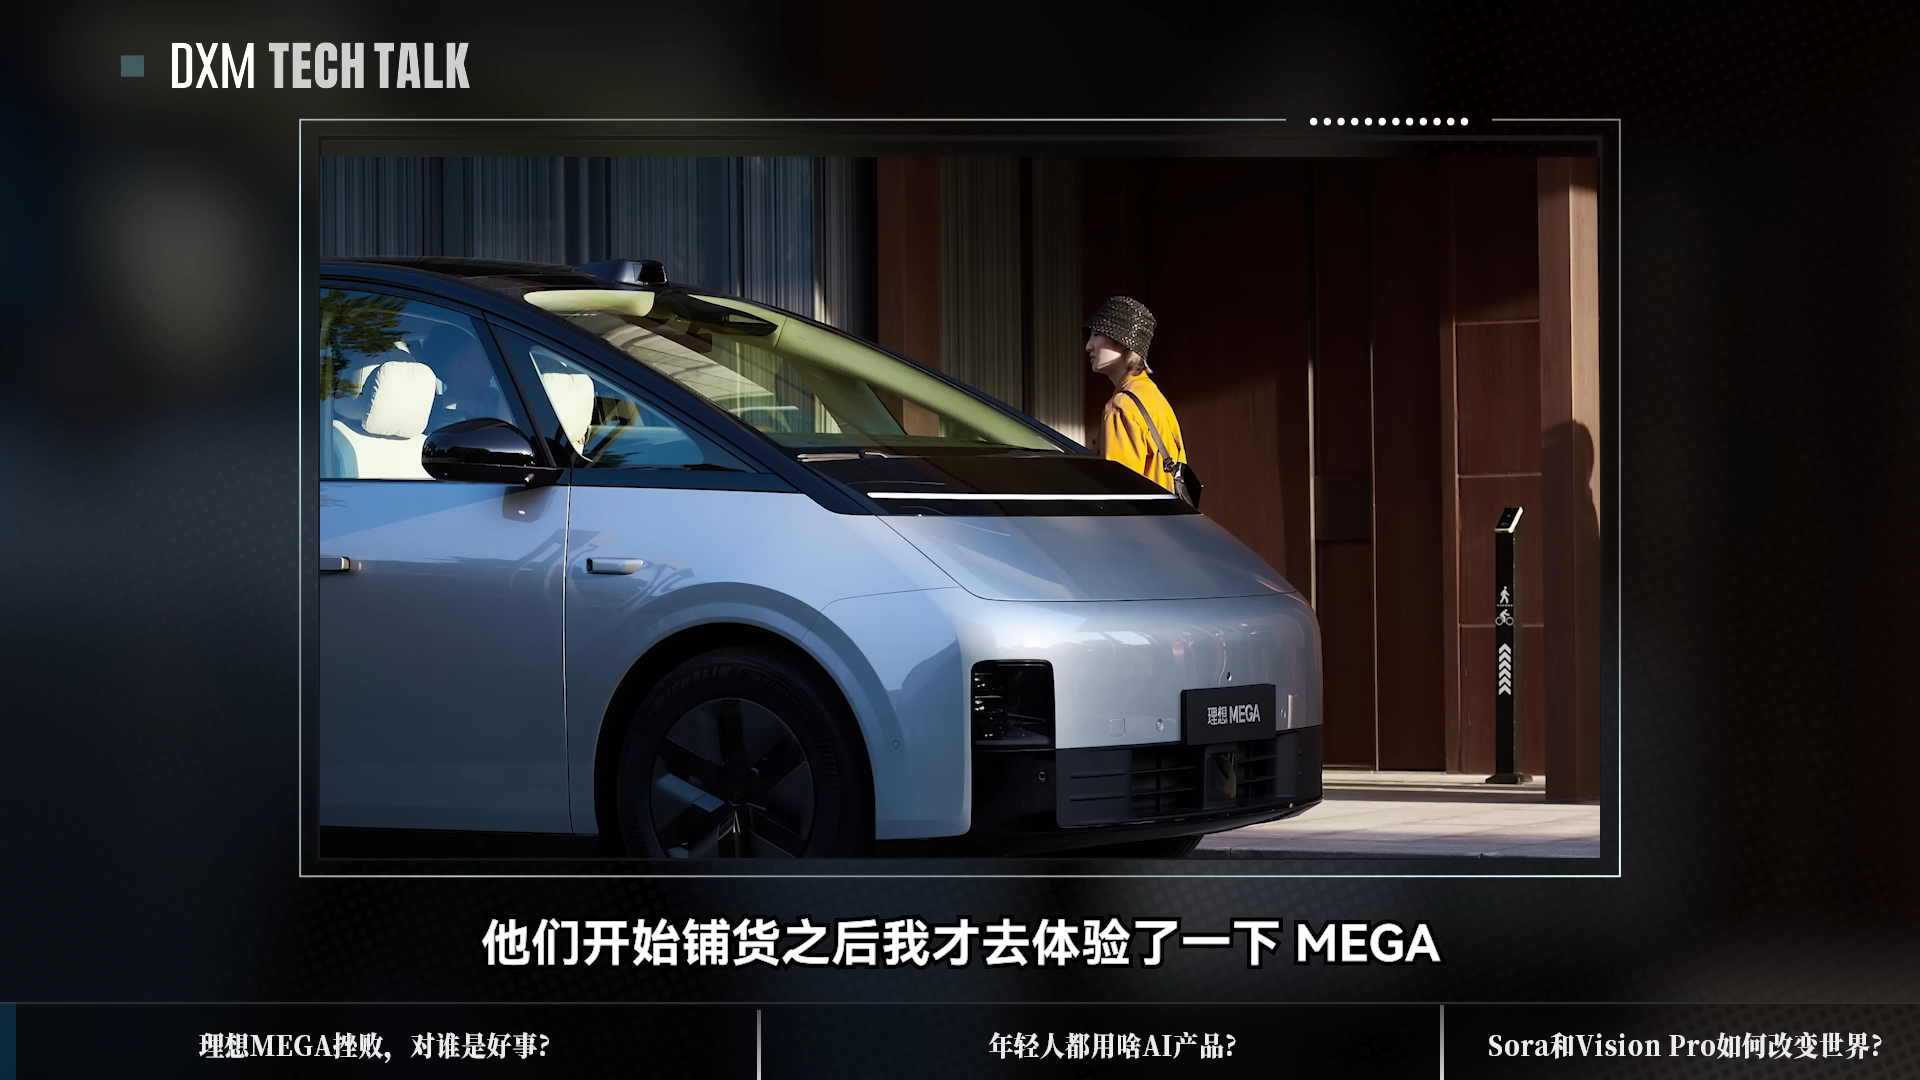 DXM TECH TALK
理想 MEGA
他们开始铺货之后我才去体验了一下 MEGA
理想MEGA挫败，对谁是好事？
年轻人都用啥AI产品？
Sora和Vision Pro如何改变世界？